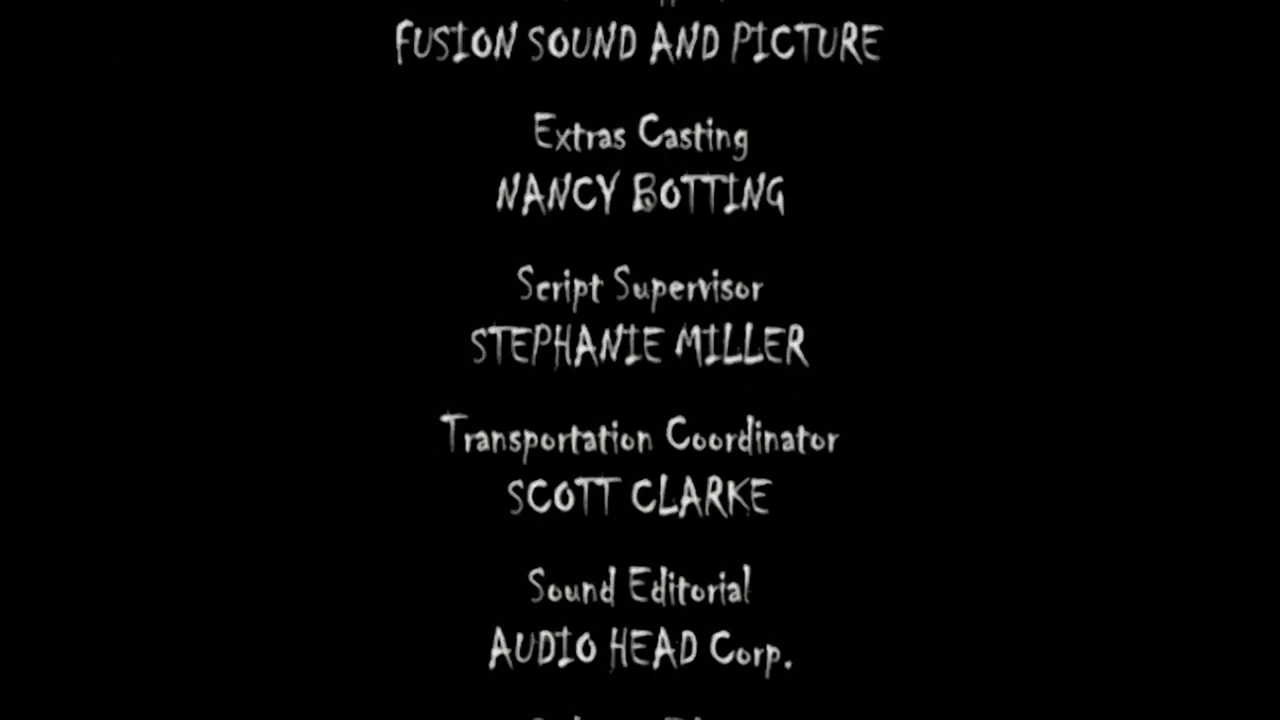 FUSION SOUND AND PICTURE
Extras Casting
NANCY BOTTING
Script Supervisor
STEPHANIE MILLER
Transportation Coordinator
SCOTT CLARKE
Sound Editorial
AUDIO HEAD Corp.